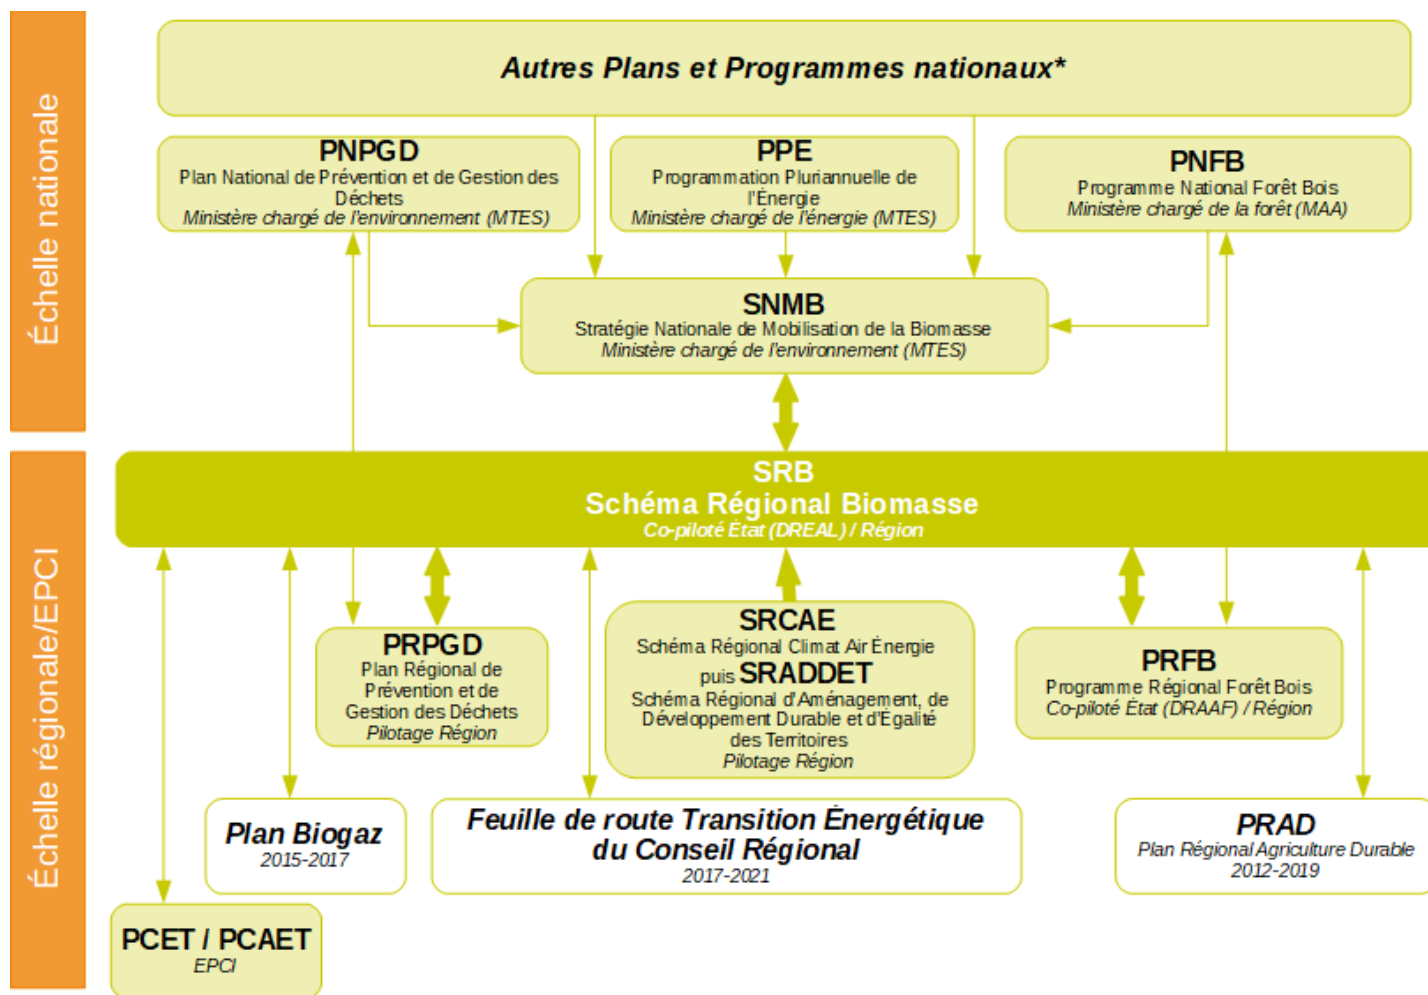 Échelle nationale
Autres Plans et Programmes nationaux*
PNPGD
Plan National de Prévention et de Gestion des
Déchets
Ministère chargé de l'environnement (MTES)
PPE
Programmation Pluriannuelle de
l'Énergie
Ministère chargé de l'énergie (MTES)
PNFB
Programme National Forêt Bois
Ministère chargé de la forêt (MAA)
SNMB
Stratégie Nationale de Mobilisation de la Biomasse
Ministère chargé de l'environnement (MTES)
Échelle régionale/EPCI
SRB
Schéma Régional Biomasse
Co-piloté État (DREAL) / Région
PRPGD
Plan Régional de
Prévention et de
Gestion des Déchets
Pilotage Région
SRCAE
Schéma Régional Climat Air Énergie
puis SRADDET
Schéma Régional d'Aménagement, de
Développement Durable et d'Égalité
des Territoires
Pilotage Région
PRFB
Programme Régional Forêt Bois
Co-piloté État (DRAAF) / Région
Plan Biogaz
2015-2017
Feuille de route Transition Énergétique
du Conseil Régional
2017-2021
PRAD
Plan Régional Agriculture Durable
2012-2019
PCET / PCAET
EPCI